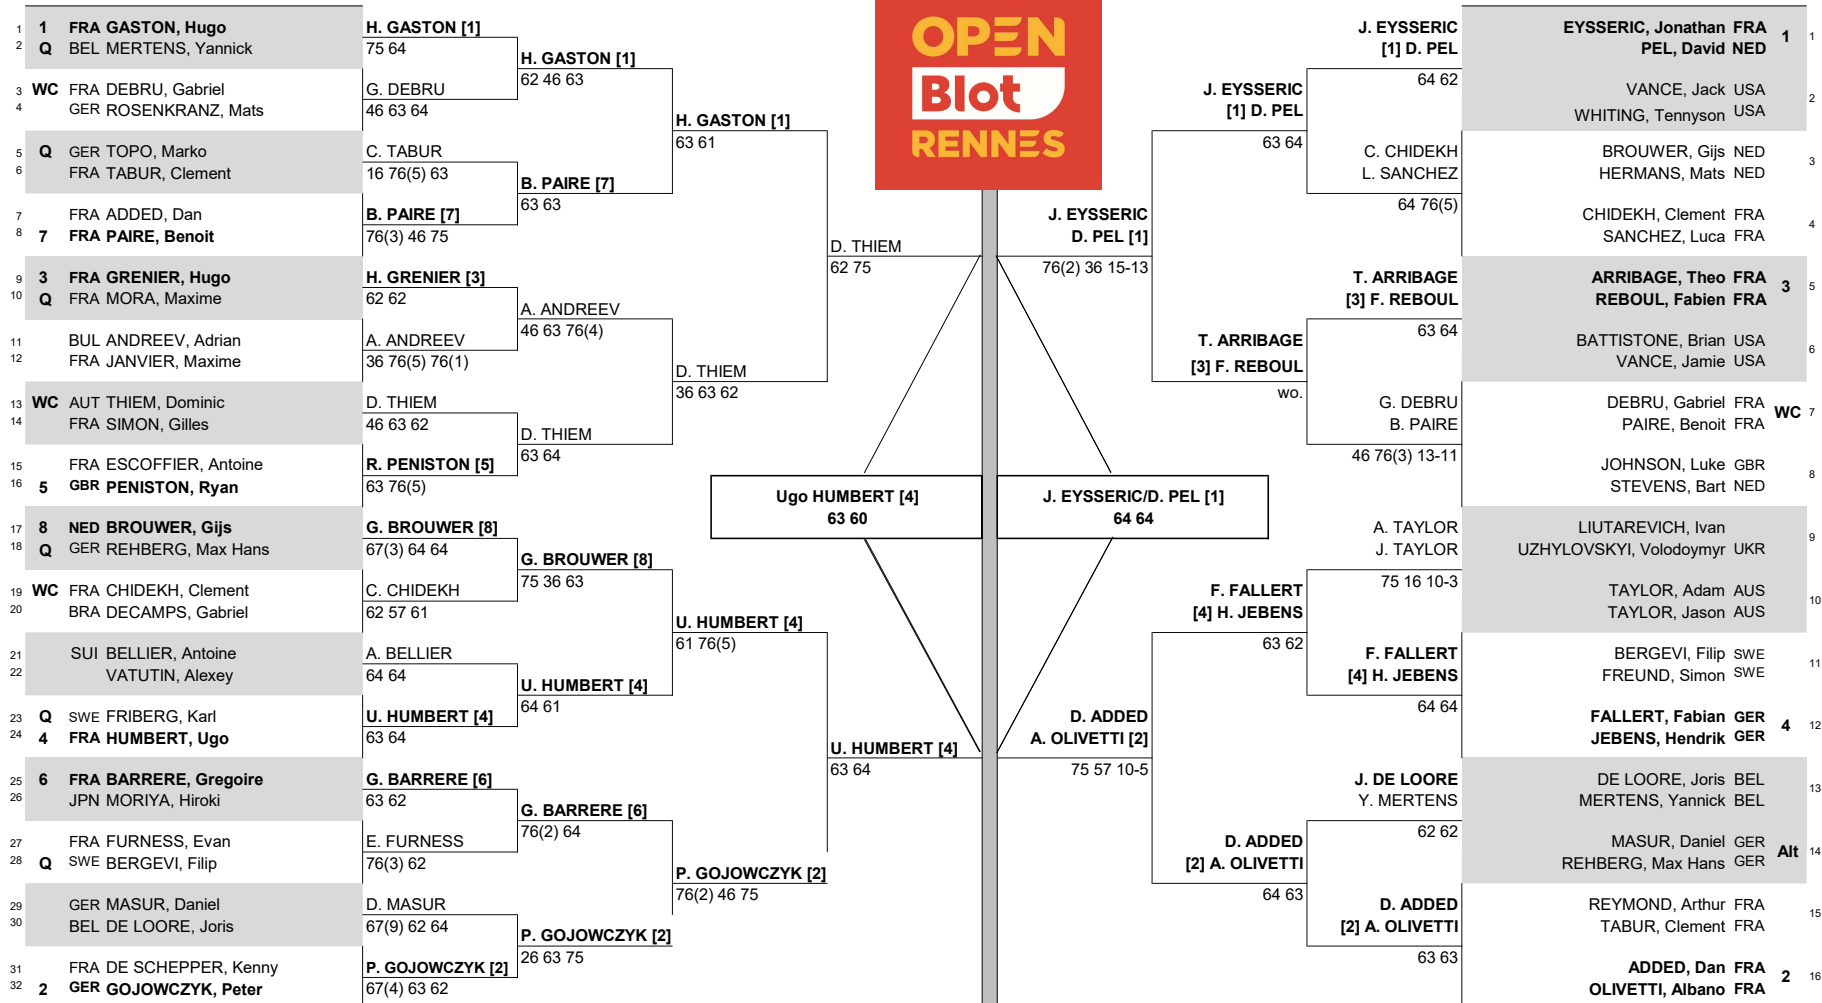 OPEN
Blot
RENNES
1 1 FRA GASTON, Hugo
2 Q BEL MERTENS, Yannick
3 WC FRA DEBRU, Gabriel
4 GER ROSENKRANZ, Mats
5 Q GER TOPO, Marko
6 FRA TABUR, Clement
7 FRA ADDED, Dan
8 7 FRA PAIRE, Benoit
9 3 FRA GRENIER, Hugo
10 Q FRA MORA, Maxime
11 BUL ANDREEV, Adrian
12 FRA JANVIER, Maxime
13 WC AUT THIEM, Dominic
14 FRA SIMON, Gilles
15 FRA ESCOFFIER, Antoine
16 5 GBR PENISTON, Ryan
17 8 NED BROUWER, Gijs
18 Q GER REHBERG, Max Hans
19 WC FRA CHIDEKH, Clement
20 BRA DECAMPS, Gabriel
21 SUI BELLIER, Antoine
22 VATUTIN, Alexey
23 Q SWE FRIBERG, Karl
24 4 FRA HUMBERT, Ugo
25 6 FRA BARRERE, Gregoire
26 JPN MORIYA, Hiroki
27 FRA FURNESS, Evan
28 Q SWE BERGEVI, Filip
29 GER MASUR, Daniel
30 BEL DE LOORE, Joris
31 FRA DE SCHEPPER, Kenny
32 2 GER GOJOWCZYK, Peter
H. GASTON [1]
75 64
G. DEBRU
46 63 64
C. TABUR
16 76(5) 63
B. PAIRE [7]
76(3) 46 75
H. GRENIER [3]
62 62
A. ANDREEV
36 76(5) 76(1)
D. THIEM
46 63 62
R. PENISTON [5]
63 76(5)
G. BROUWER [8]
67(3) 64 64
C. CHIDEKH
62 57 61
A. BELLIER
64 64
U. HUMBERT [4]
63 64
G. BARRERE [6]
63 62
E. FURNESS
76(3) 62
D. MASUR
67(9) 62 64
P. GOJOWCZYK [2]
67(4) 63 62
H. GASTON [1]
62 46 63
B. PAIRE [7]
63 63
A. ANDREEV
46 63 76(4)
D. THIEM
63 64
G. BROUWER [8]
75 36 63
U. HUMBERT [4]
64 61
G. BARRERE [6]
76(2) 64
P. GOJOWCZYK [2]
26 63 75
H. GASTON [1]
63 61
D. THIEM
36 63 62
U. HUMBERT [4]
61 76(5)
P. GOJOWCZYK [2]
76(2) 46 75
D. THIEM
62 75
U. HUMBERT [4]
63 64
Ugo HUMBERT [4]
63 60
J. EYSSERIC/D. PEL [1]
64 64
J. EYSSERIC
D. PEL [1]
76(2) 36 15-13
D. ADDED
A. OLIVETTI [2]
75 57 10-5
J. EYSSERIC
[1] D. PEL
63 64
T. ARRIBAGE
[3] F. REBOUL
wo.
F. FALLERT
[4] H. JEBENS
63 62
D. ADDED
[2] A. OLIVETTI
64 63
J. EYSSERIC
[1] D. PEL
64 62
C. CHIDEKH
L. SANCHEZ
64 76(5)
T. ARRIBAGE
[3] F. REBOUL
63 64
G. DEBRU
B. PAIRE
46 76(3) 13-11
A. TAYLOR
J. TAYLOR
75 16 10-3
F. FALLERT
[4] H. JEBENS
64 64
J. DE LOORE
Y. MERTENS
62 62
D. ADDED
[2] A. OLIVETTI
63 63
EYSSERIC, Jonathan FRA 1 1
PEL, David NED
VANCE, Jack USA 2
WHITING, Tennyson USA
BROUWER, Gijs NED 3
HERMANS, Mats NED
CHIDEKH, Clement FRA 4
SANCHEZ, Luca FRA
ARRIBAGE, Theo FRA 3 5
REBOUL, Fabien FRA
BATTISTONE, Brian USA 6
VANCE, Jamie USA
DEBRU, Gabriel FRA WC 7
PAIRE, Benoit FRA
JOHNSON, Luke GBR 8
STEVENS, Bart NED
LIUTAREVICH, Ivan 9
UZHYLOVSKYI, Volodoymyr UKR
TAYLOR, Adam AUS 10
TAYLOR, Jason AUS
BERGEVI, Filip SWE 11
FREUND, Simon SWE
FALLERT, Fabian GER 4 12
JEBENS, Hendrik GER
DE LOORE, Joris BEL 13
MERTENS, Yannick BEL
MASUR, Daniel GER Alt 14
REHBERG, Max Hans GER
REYMOND, Arthur FRA 15
TABUR, Clement FRA
ADDED, Dan FRA 2 16
OLIVETTI, Albano FRA